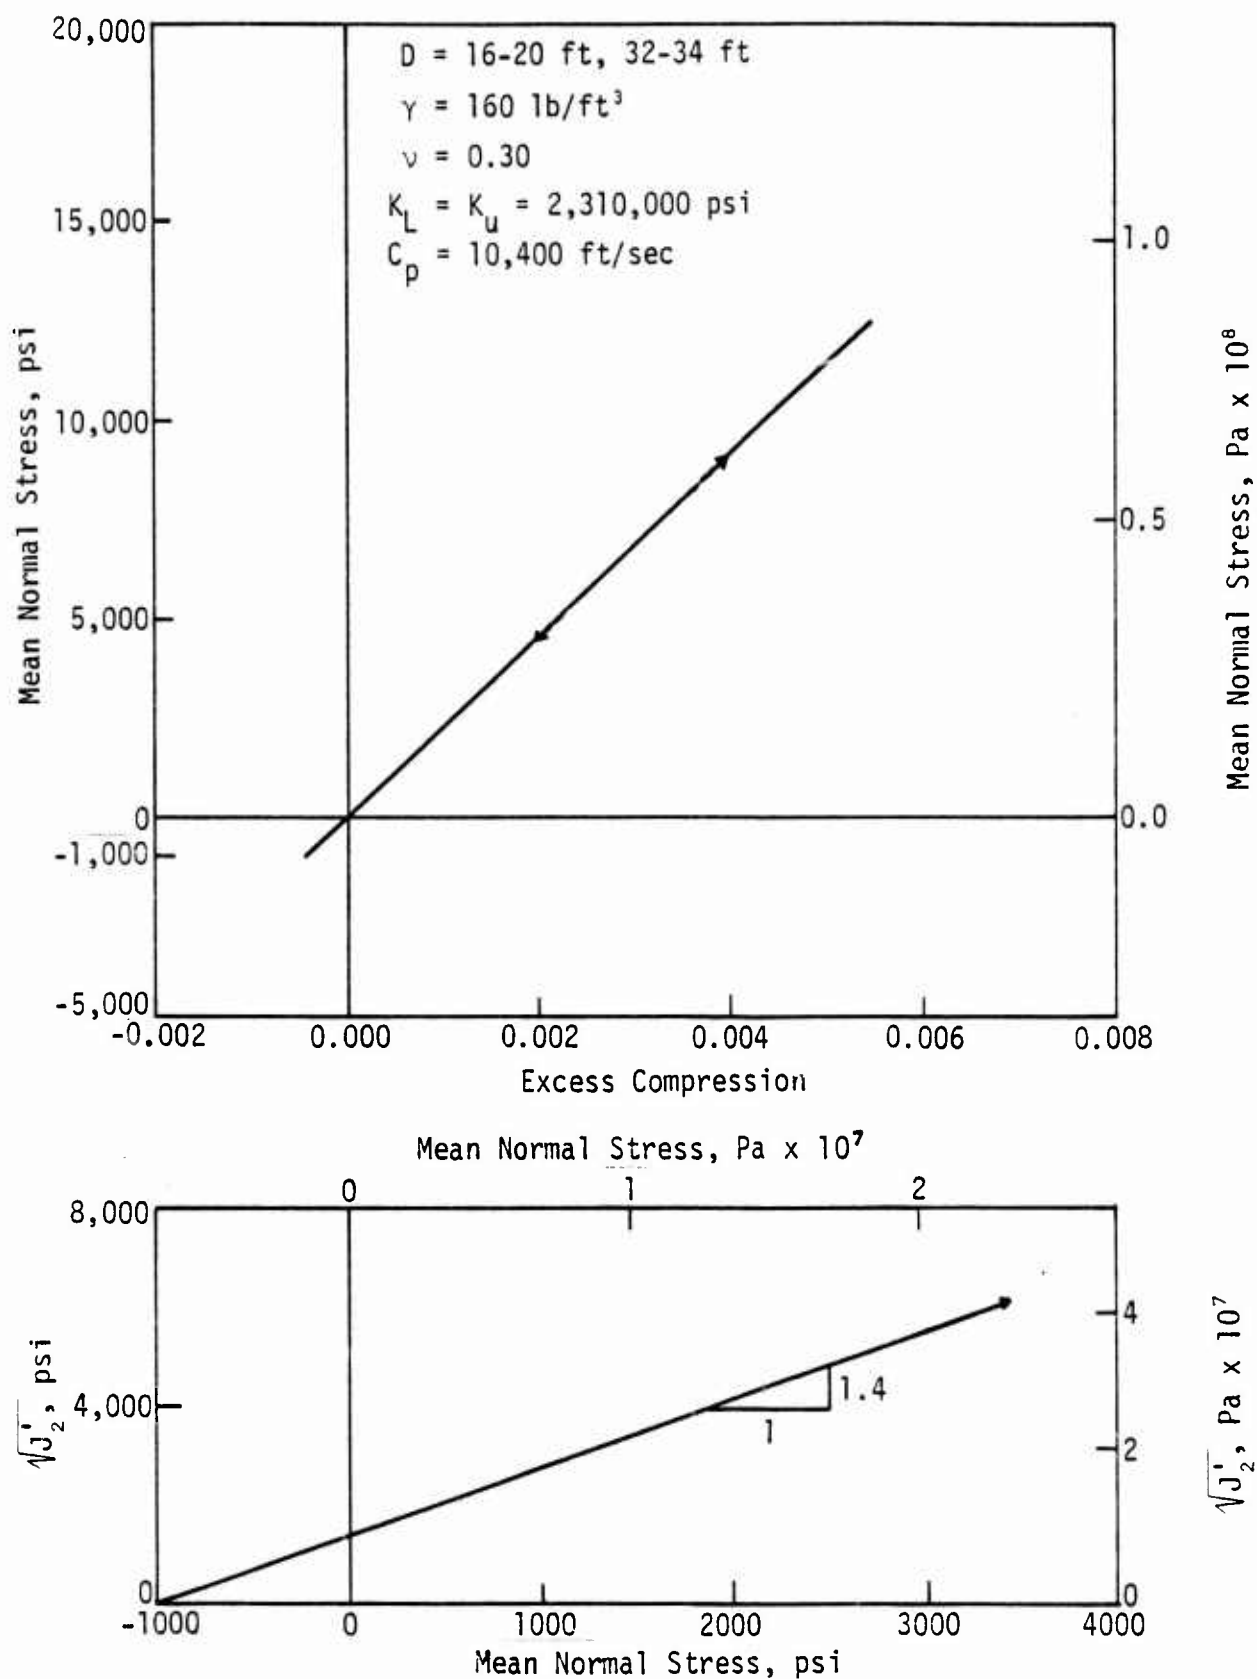 20,000
D = 16-20 ft, 32-34 ft
γ = 160 lb/ft³
ν = 0.30
K_L = K_u = 2,310,000 psi
C_p = 10,400 ft/sec
15,000
10,000
5,000
0
-1,000
-5,000
Mean Normal Stress, psi
1.0
0.5
0.0
Mean Normal Stress, Pa x 10⁸
-0.002 0.000 0.002 0.004 0.006 0.008
Excess Compression
Mean Normal Stress, Pa x 10⁷
0 1 2
8,000
4,000
0
√J₂', psi
1.4
1
4
2
0
√J₂', Pa x 10⁷
-1000 0 1000 2000 3000 4000
Mean Normal Stress, psi